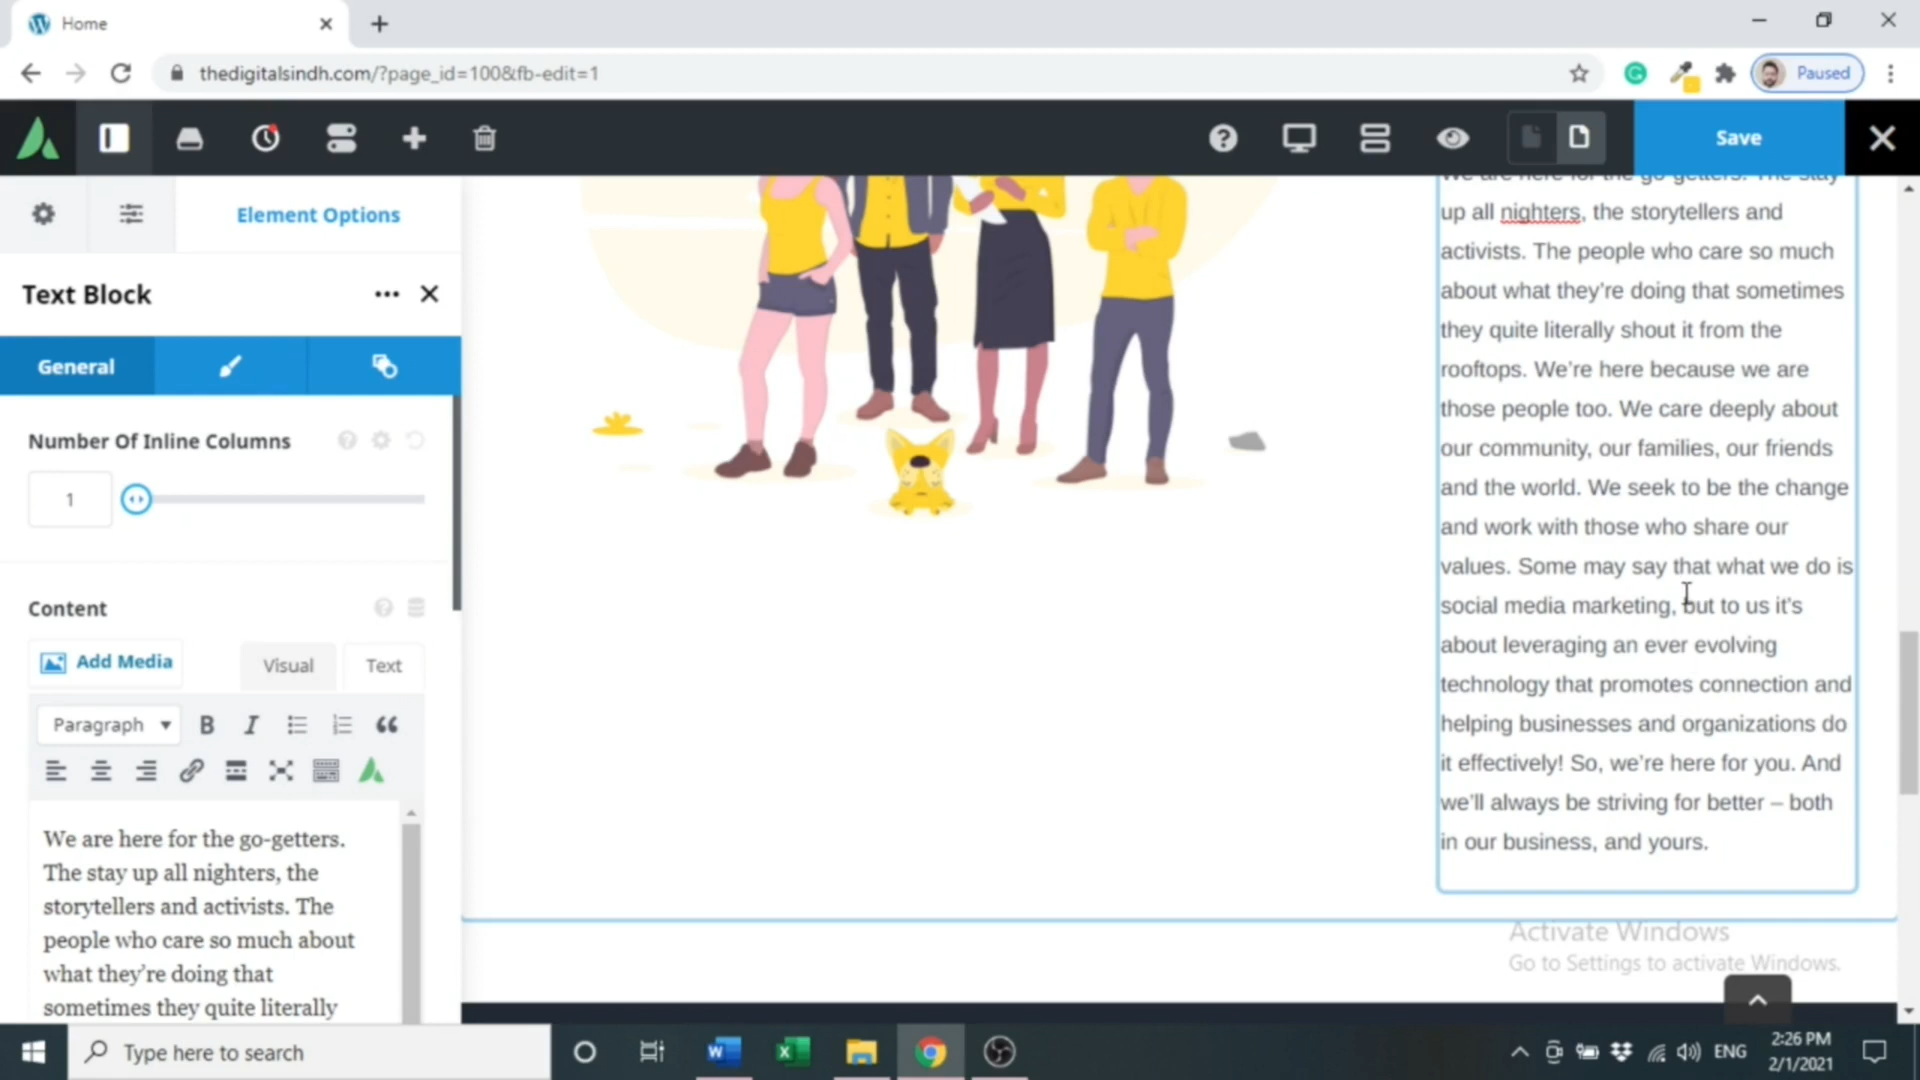 Home
thedigitalsindh.com/?page_id=100&fb-edit=1
Paused
Save
Element Options
Text Block
General
Number Of Inline Columns
1
Content
Add Media
Visual
Text
Paragraph
We are here for the go-getters.
The stay up all nighters, the
storytellers and activists. The
people who care so much about
what they're doing that
sometimes they quite literally
We are here for the go-getters. The stay
up all nighters, the storytellers and
activists. The people who care so much
about what they're doing that sometimes
they quite literally shout it from the
rooftops. We're here because we are
those people too. We care deeply about
our community, our families, our friends
and the world. We seek to be the change
and work with those who share our
values. Some may say that what we do is
social media marketing, but to us it's
about leveraging an ever evolving
technology that promotes connection and
helping businesses and organizations do
it effectively! So, we're here for you. And
we'll always be striving for better – both
in our business, and yours.
Activate Windows
Go to Settings to activate Windows.
Type here to search
ENG
2:26 PM
2/1/2021